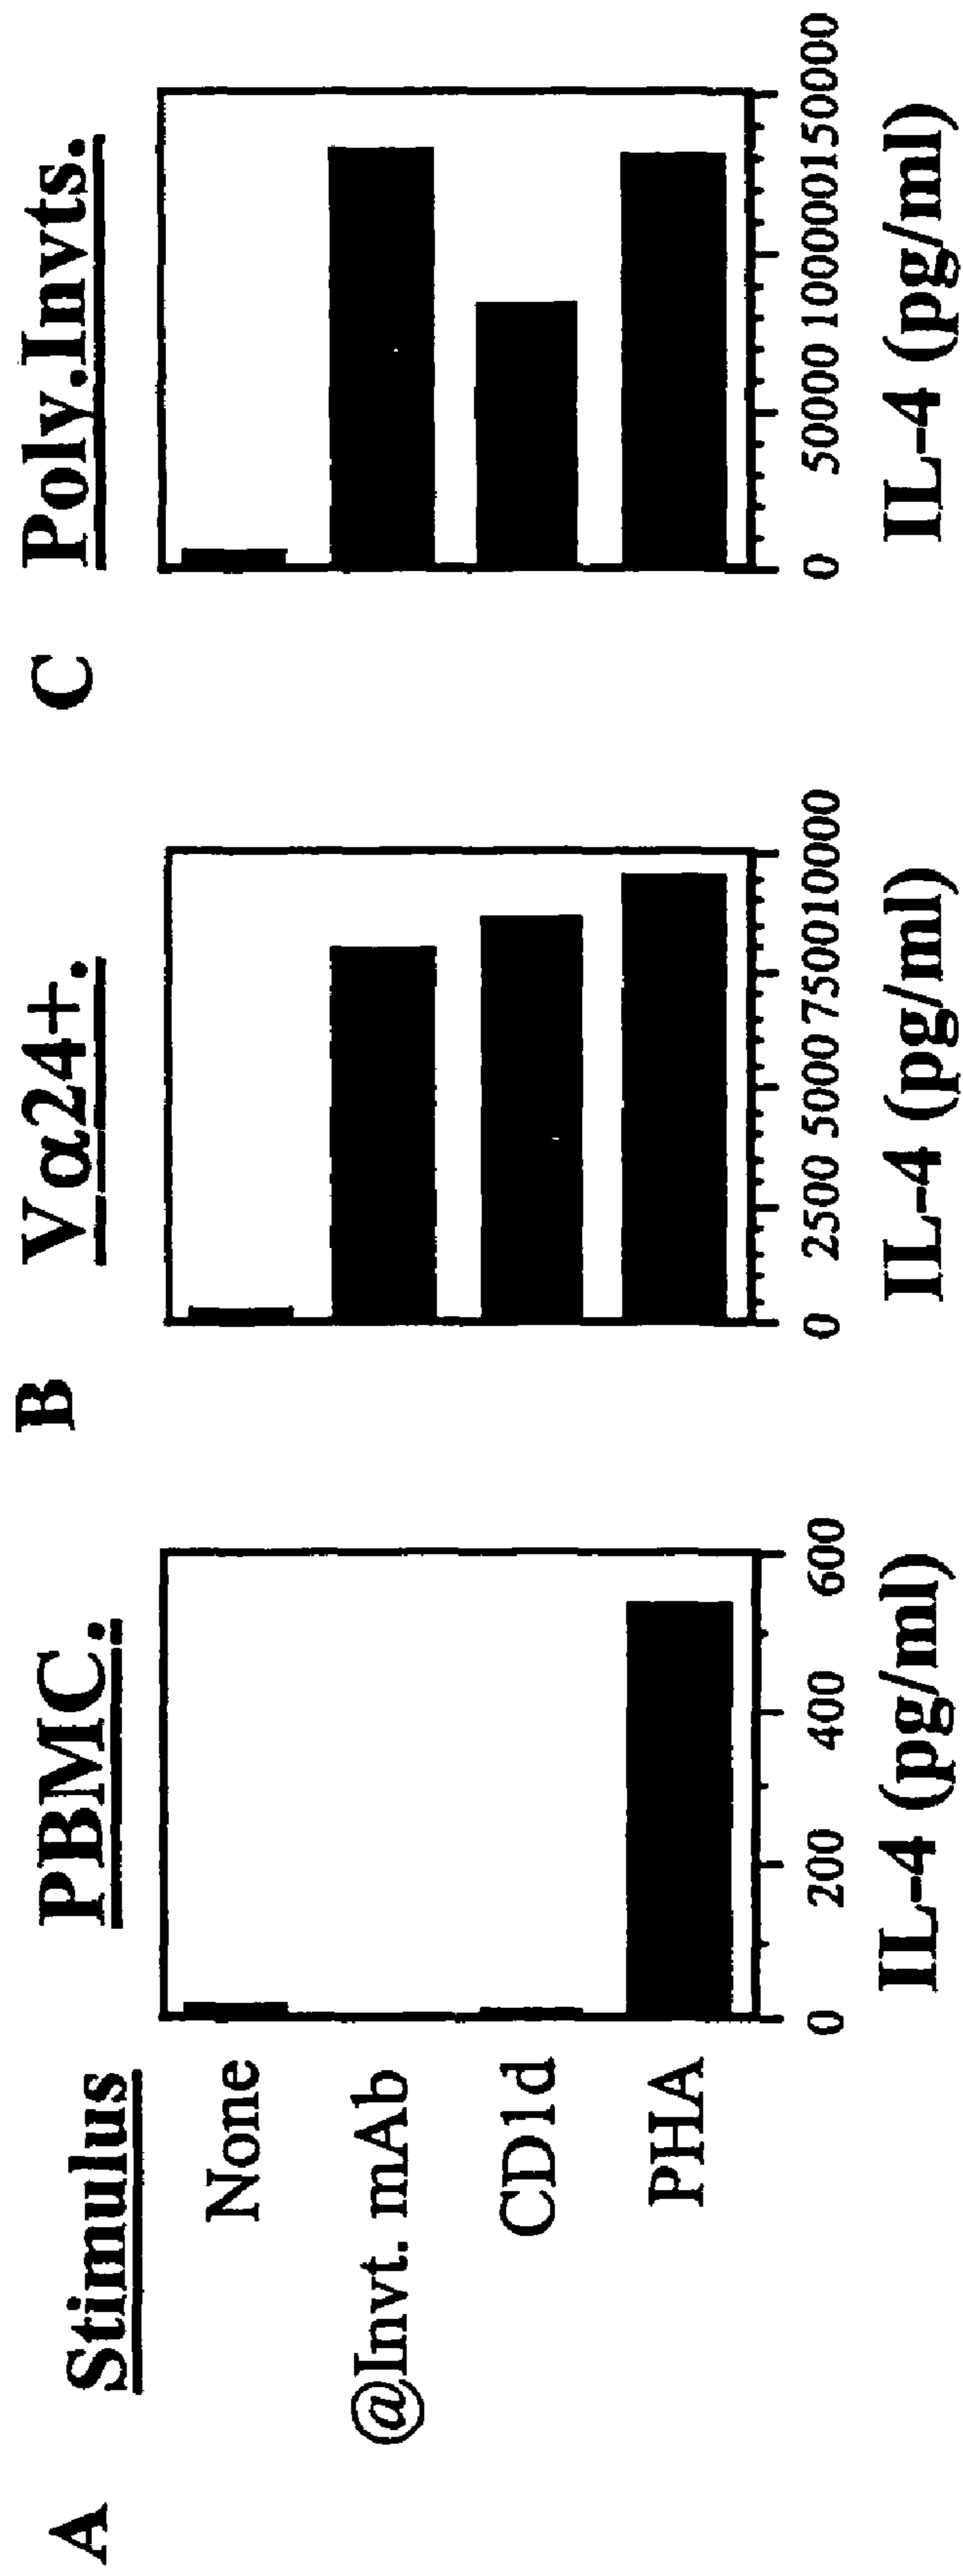 A Stimulus PBMC. B Vα24+. C Poly.Invts.
None
@Invt. mAb
CD1d
PHA
0 200 400 600 0 2500 5000 7500 10000 0 50000 100000 150000
IL-4 (pg/ml) IL-4 (pg/ml) IL-4 (pg/ml)